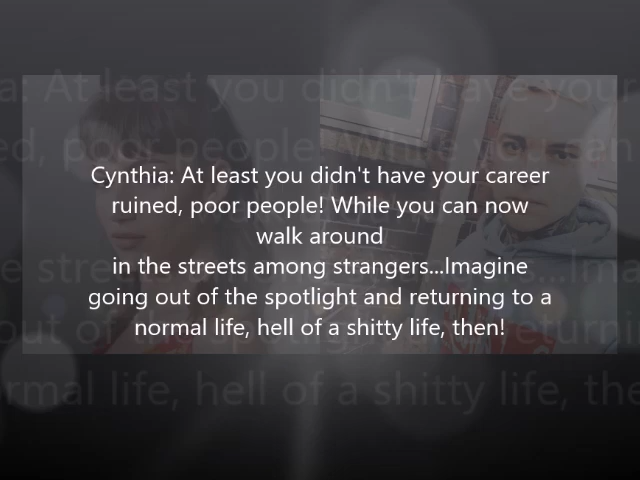 Cynthia: At least you didn't have your career
ruined, poor people! While you can now
walk around
in the streets among strangers...Imagine
going out of the spotlight and returning to a
normal life, hell of a shitty life, then!